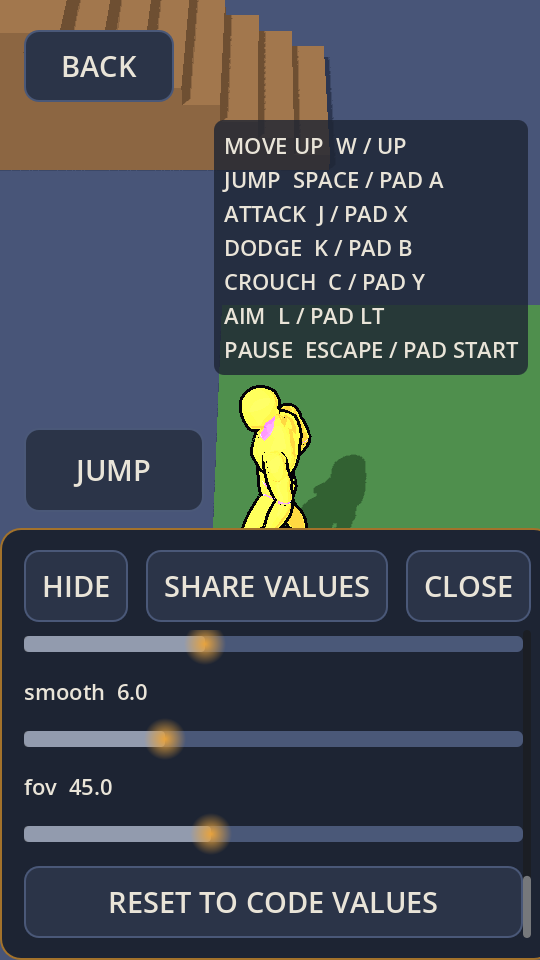 BACK
MOVE UP  W / UP
JUMP  SPACE / PAD A
ATTACK  J / PAD X
DODGE  K / PAD B
CROUCH  C / PAD Y
AIM  L / PAD LT
PAUSE  ESCAPE / PAD START
JUMP
HIDE
SHARE VALUES
CLOSE
smooth  6.0
fov  45.0
RESET TO CODE VALUES